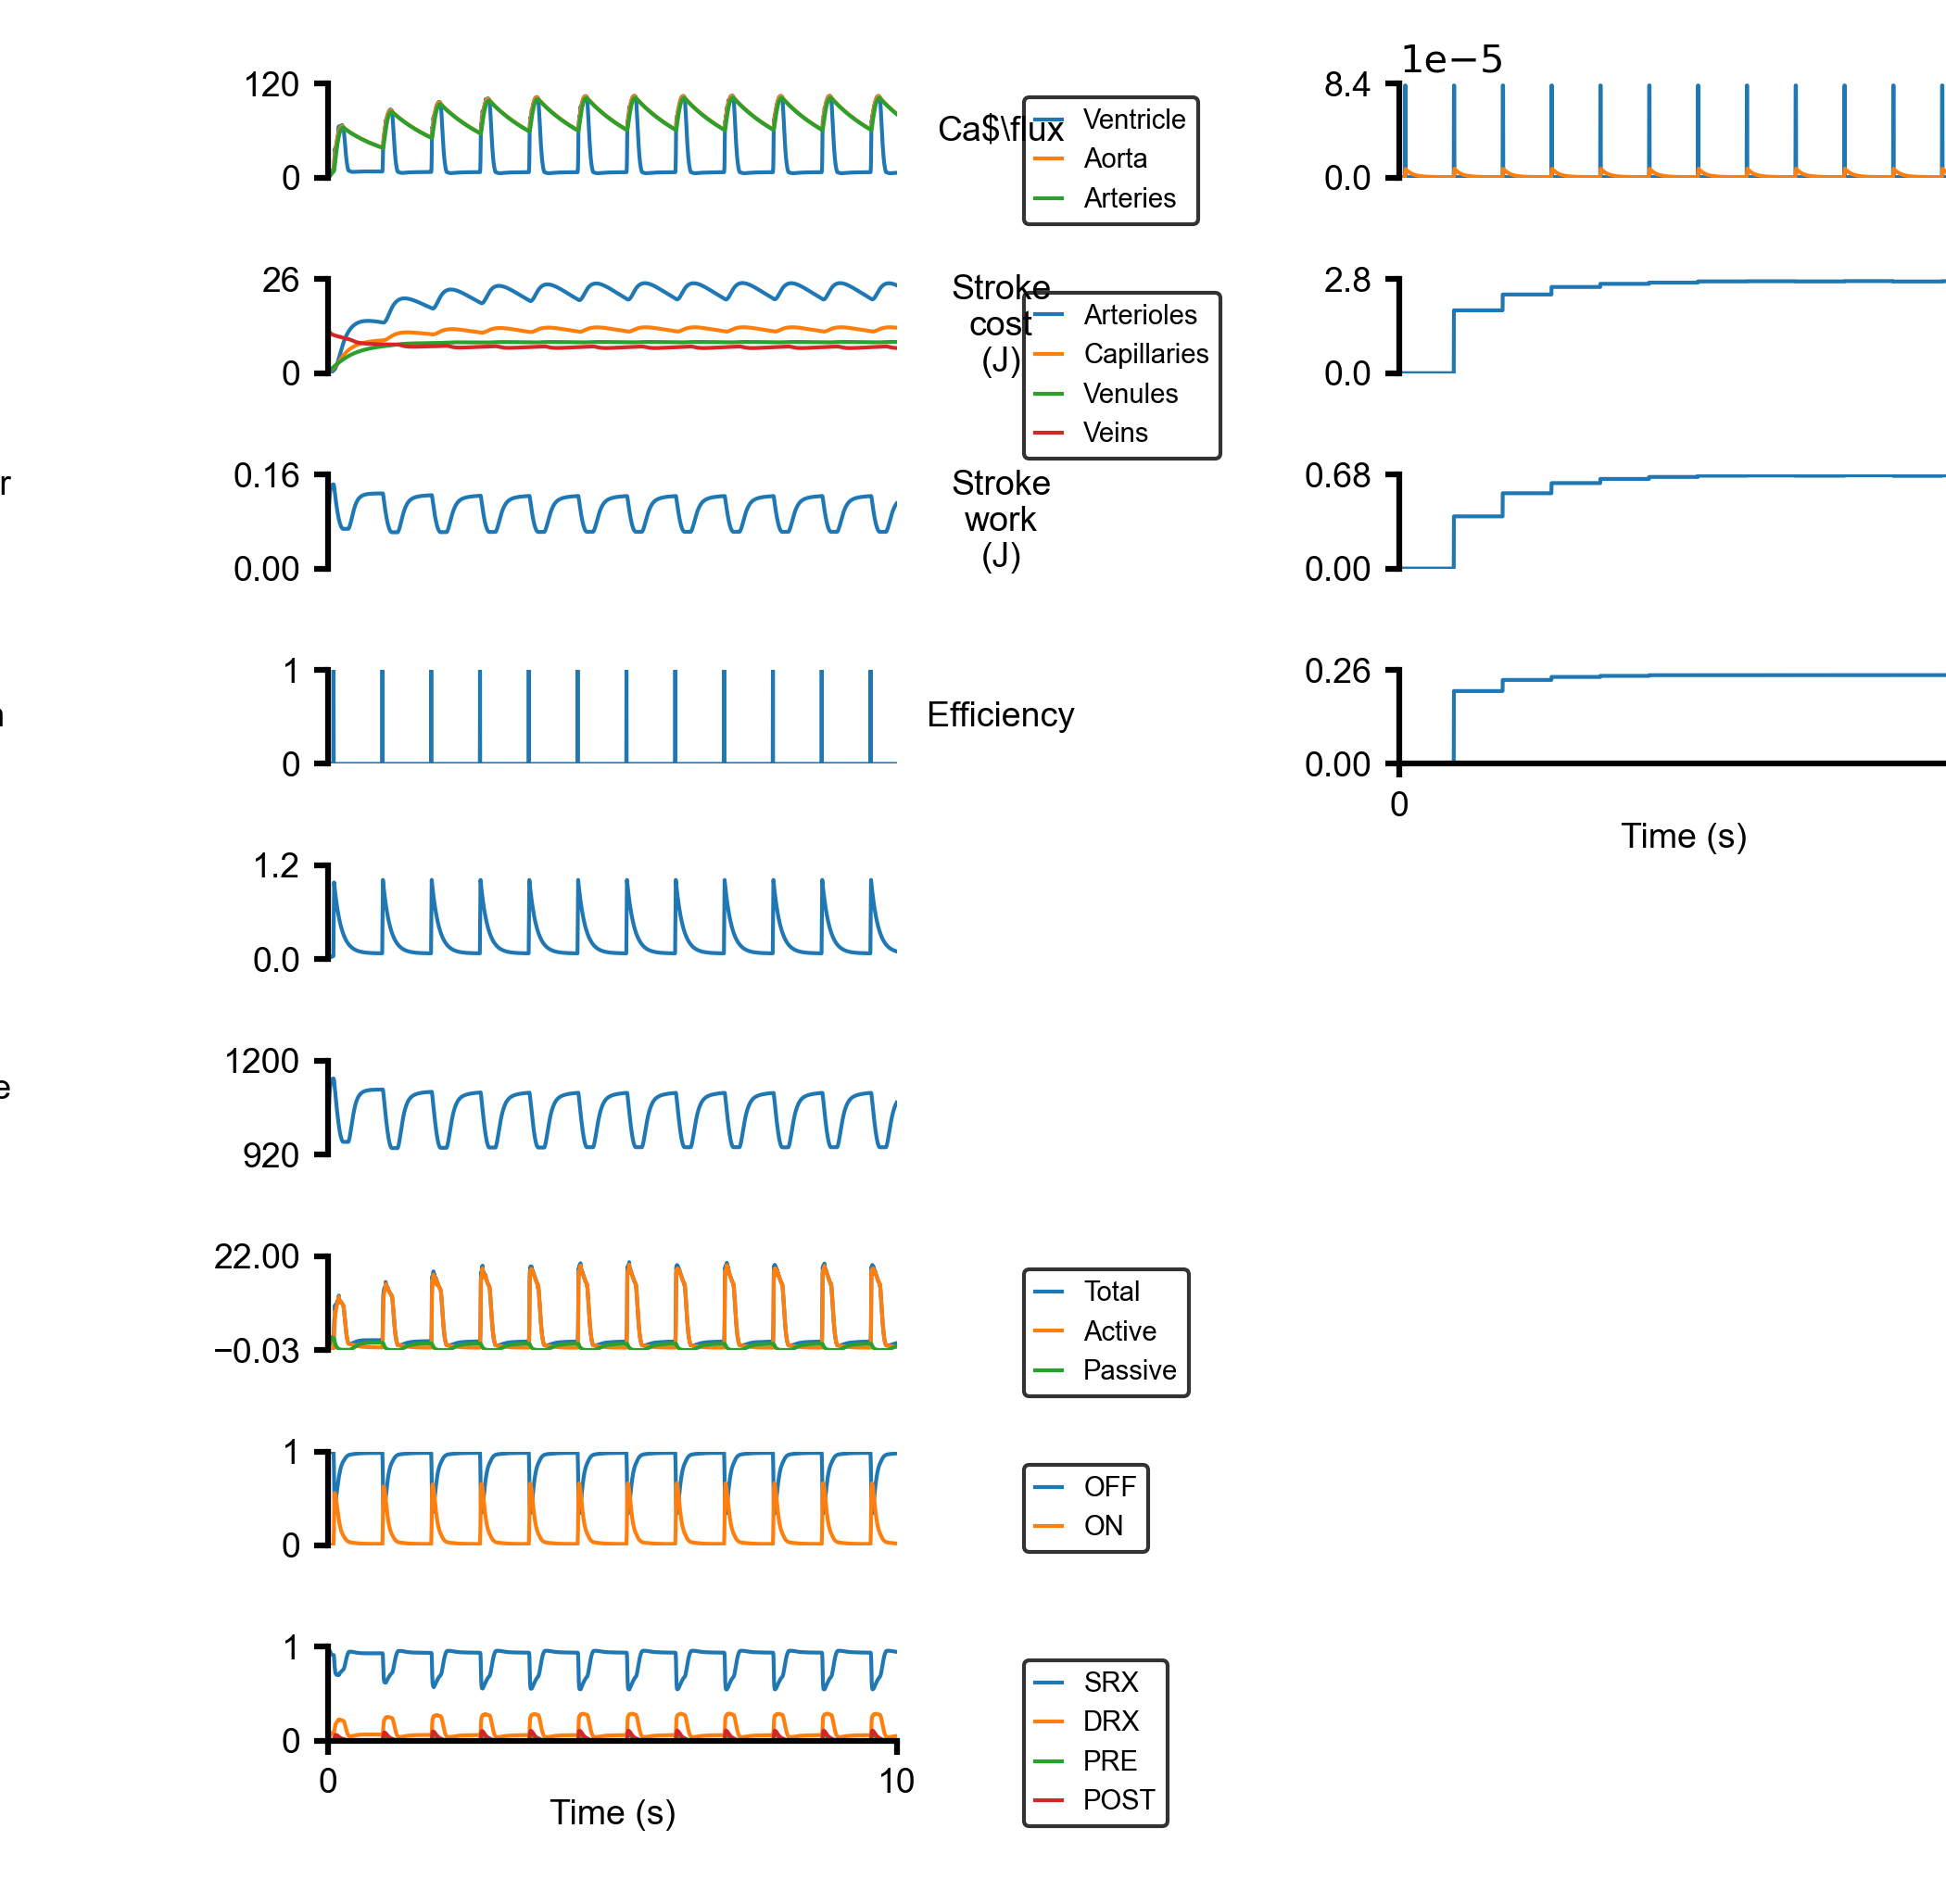 120
0
Ventricle
Aorta
Arteries
Ca$\flux
1e−5
8.4
0.0
26
0
Arterioles
Capillaries
Venules
Veins
Stroke
cost
(J)
2.8
0.0
r
0.16
0.00
Stroke
work
(J)
0.68
0.00
1
0
Efficiency
0.26
0.00
0
Time (s)
1.2
0.0
e
1200
920
22.00
−0.03
Total
Active
Passive
1
0
OFF
ON
1
0
SRX
DRX
PRE
POST
0
10
Time (s)